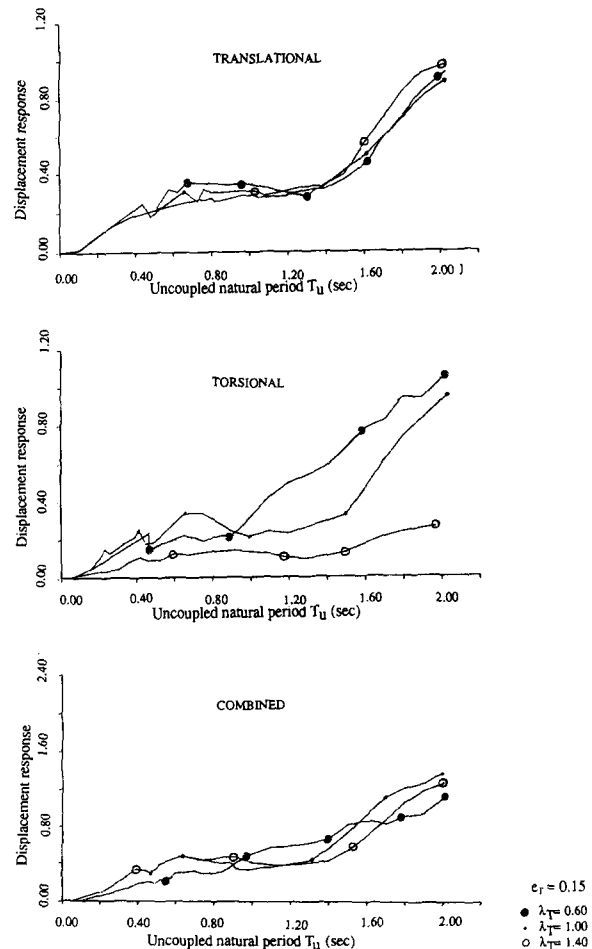 1.20
TRANSLATIONAL
0.80
Displacement response
0.40
0.00
0.00 0.40 0.80 1.20 1.60 2.00
Uncoupled natural period Tu (sec)
1.20
TORSIONAL
0.80
Displacement response
0.40
0.00
0.00 0.40 0.80 1.20 1.60 2.00
Uncoupled natural period Tu (sec)
2.40
COMBINED
1.60
Displacement response
0.80
0.00
0.00 0.40 0.80 1.20 1.60 2.00
Uncoupled natural period Tu (sec)
er = 0.15
λT= 0.60
λT= 1.00
λT= 1.40